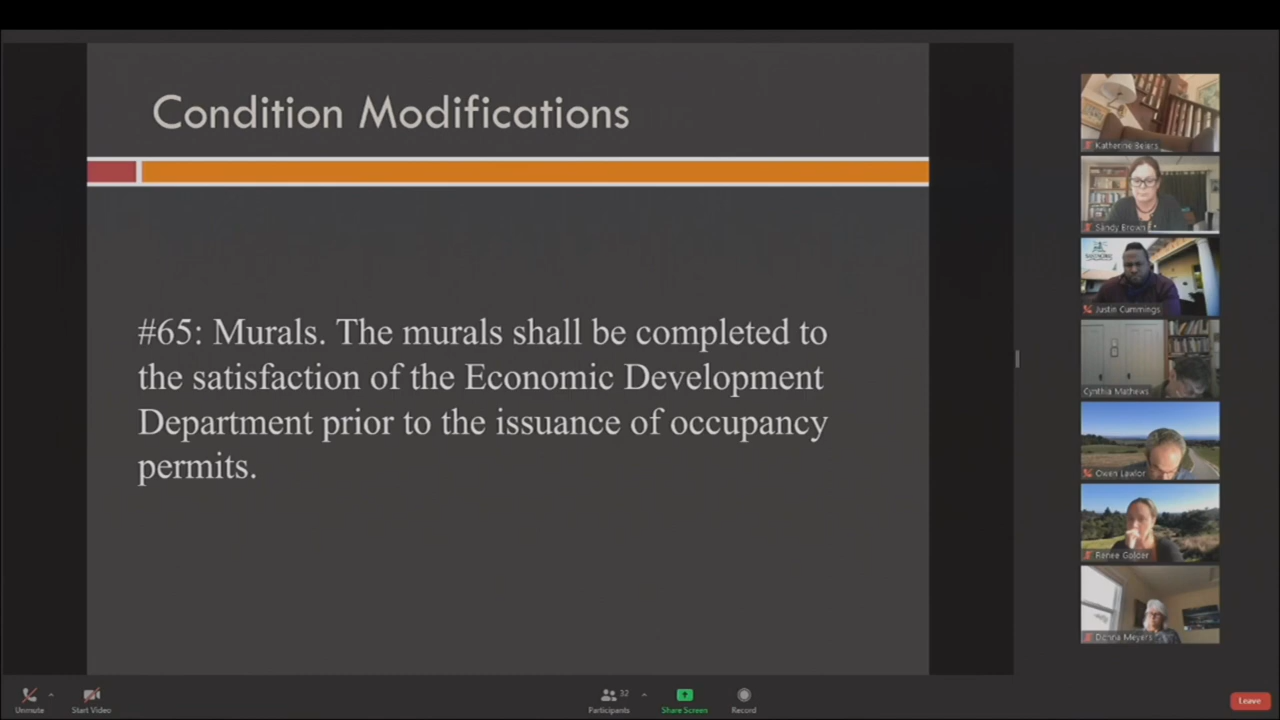 Condition Modifications
#65: Murals. The murals shall be completed to
the satisfaction of the Economic Development
Department prior to the issuance of occupancy
permits.
Katherine Beiers
Sandy Brown
Justin Cummings
Cynthia Mathews
Owen Lawlor
Renee Golder
Donna Meyers
Unmute
Start Video
32
Participants
Share Screen
Record
Leave